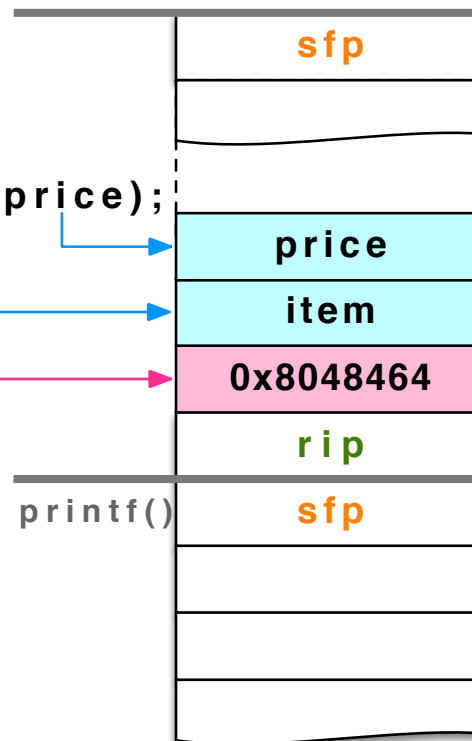 sfp
price);
price
item
0x8048464
rip
printf() sfp